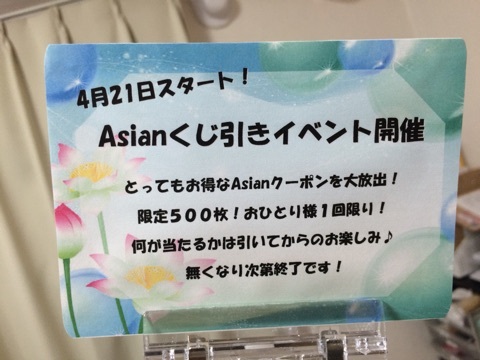 4月21日スタート！
Asianくじ引きイベント開催
とってもお得なAsianクーポンを大放出！
限定５００枚！おひとり様１回限り！
何が当たるかは引いてからのお楽しみ♪
無くなり次第終了です！